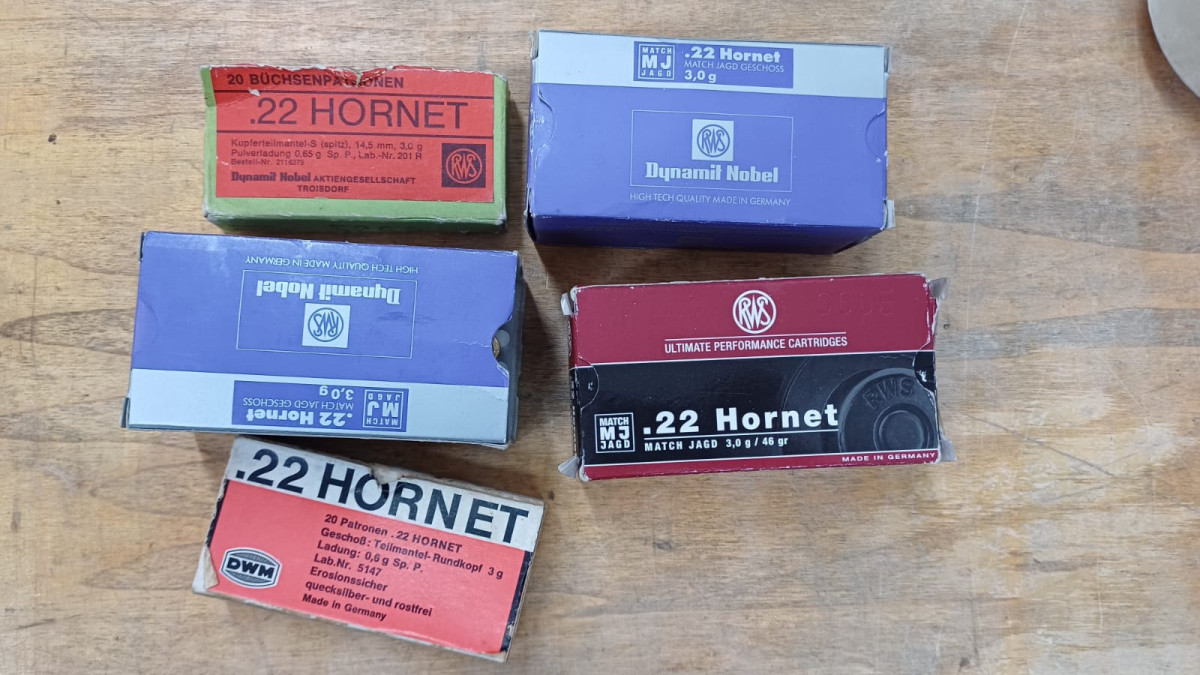 20 BÜCHSENPATRONEN
.22 HORNET
Kupferteilmantel-S (spitz), 14,5 mm, 3,0 g
Pulverladung 0,65 g Sp. P., Lab.-Nr. 201 R
Bestell-Nr. 2116278
Dynamit Nobel AKTIENGESELLSCHAFT
TROISDORF
RWS
MATCH
MJ
JAGD
.22 Hornet
MATCH JAGD GESCHOSS
3,0 g
RWS
Dynamit Nobel
HIGH TECH QUALITY MADE IN GERMANY
HIGH TECH QUALITY MADE IN GERMANY
Dynamit Nobel
RWS
MATCH
MJ
JAGD
.22 Hornet
MATCH JAGD GESCHOSS
3,0 g
RWS
ULTIMATE PERFORMANCE CARTRIDGES
RWS
MATCH
MJ
JAGD
.22 Hornet
MATCH JAGD 3,0 g / 46 gr
MADE IN GERMANY
.22 HORNET
20 Patronen .22 HORNET
Geschoß: Teilmantel-Rundkopf 3 g
Ladung: 0,6 g Sp. P.
Lab.Nr. 5147
Erosionssicher
quecksilber- und rostfrei
Made in Germany
DWM